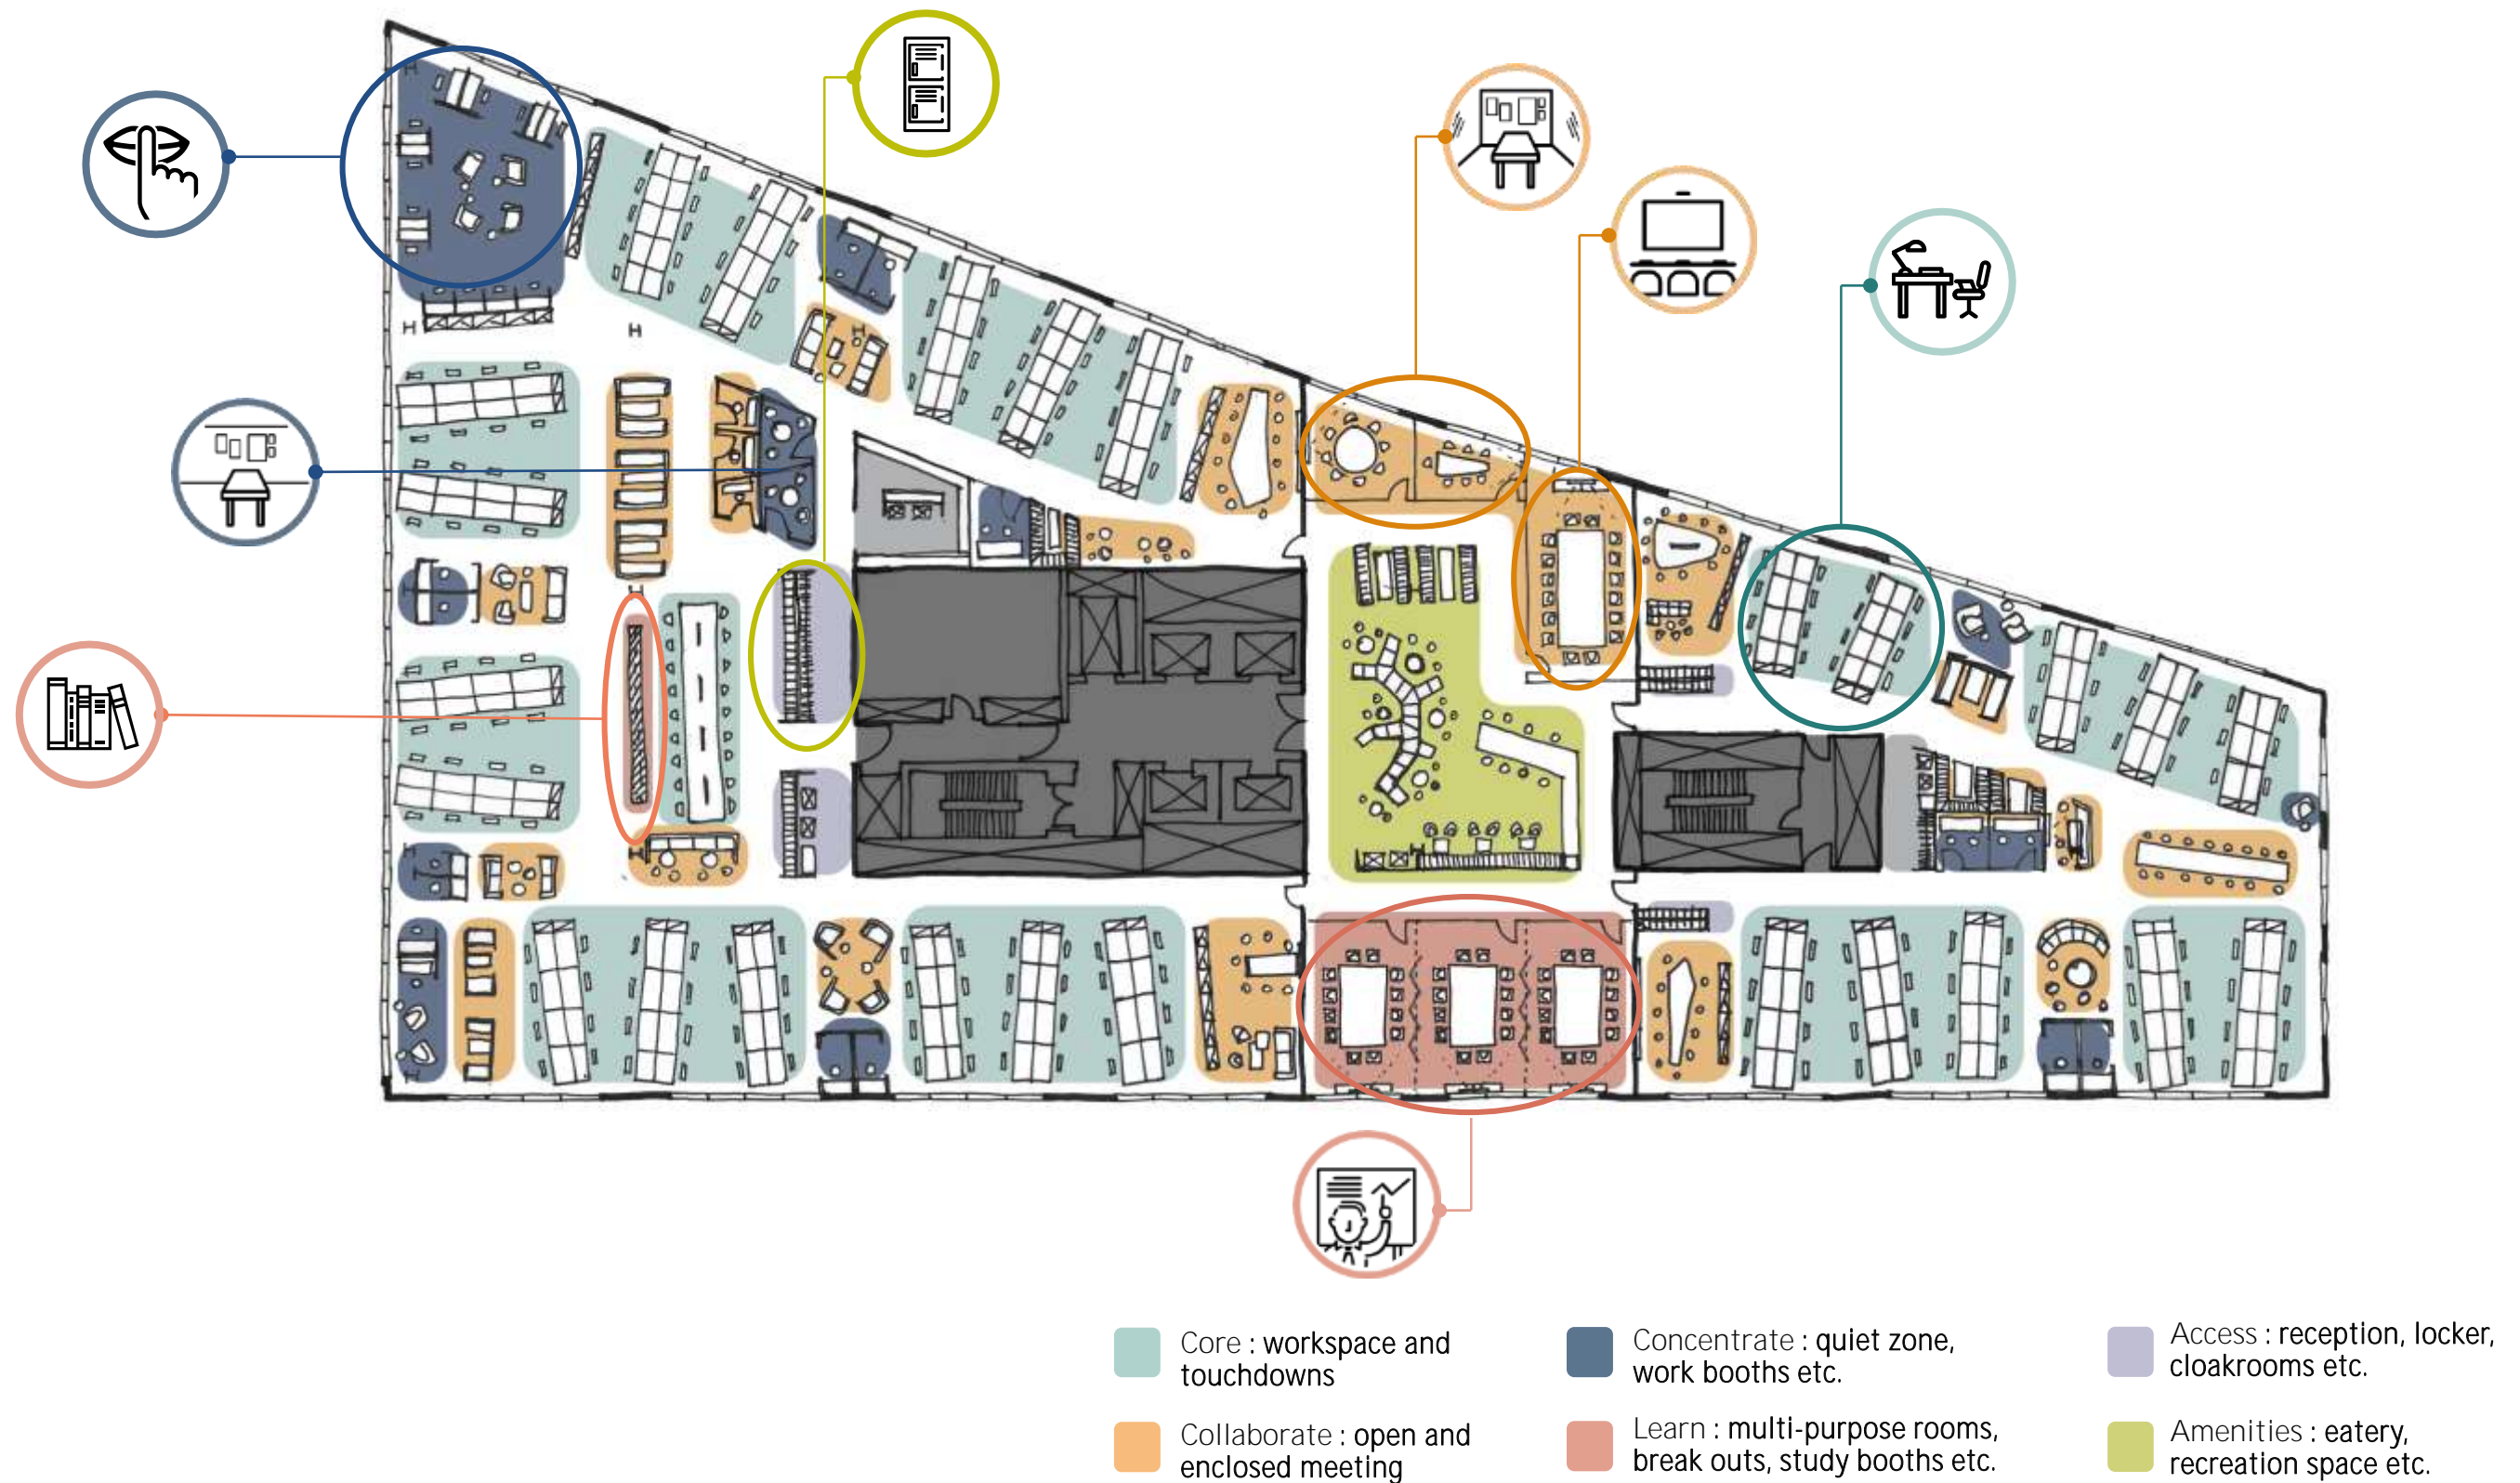 Core : workspace and
touchdowns
Concentrate : quiet zone,
work booths etc.
Access : reception, locker,
cloakrooms etc.
Collaborate : open and
enclosed meeting
Learn : multi-purpose rooms,
break outs, study booths etc.
Amenities : eatery,
recreation space etc.